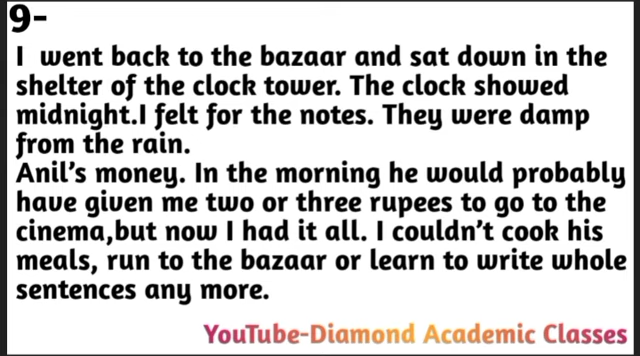 9-
I went back to the bazaar and sat down in the
shelter of the clock tower. The clock showed
midnight.I felt for the notes. They were damp
from the rain.
Anil's money. In the morning he would probably
have given me two or three rupees to go to the
cinema,but now I had it all. I couldn't cook his
meals, run to the bazaar or learn to write whole
sentences any more.
YouTube-Diamond Academic Classes